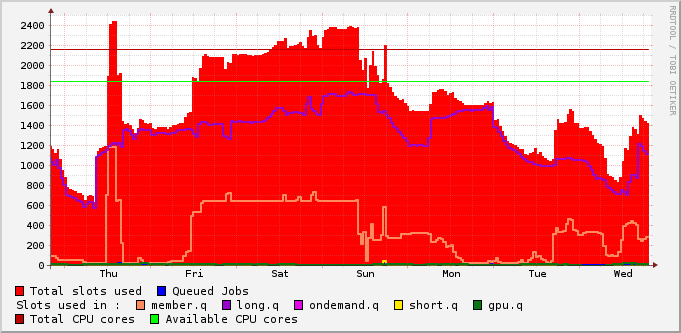 RRDTOOL / TOBI OETIKER
2400
2200
2000
1800
1600
1400
1200
1000
800
600
400
200
0
Thu Fri Sat Sun Mon Tue Wed
Total slots used Queued Jobs
Slots used in : member.q long.q ondemand.q short.q gpu.q
Total CPU cores Available CPU cores